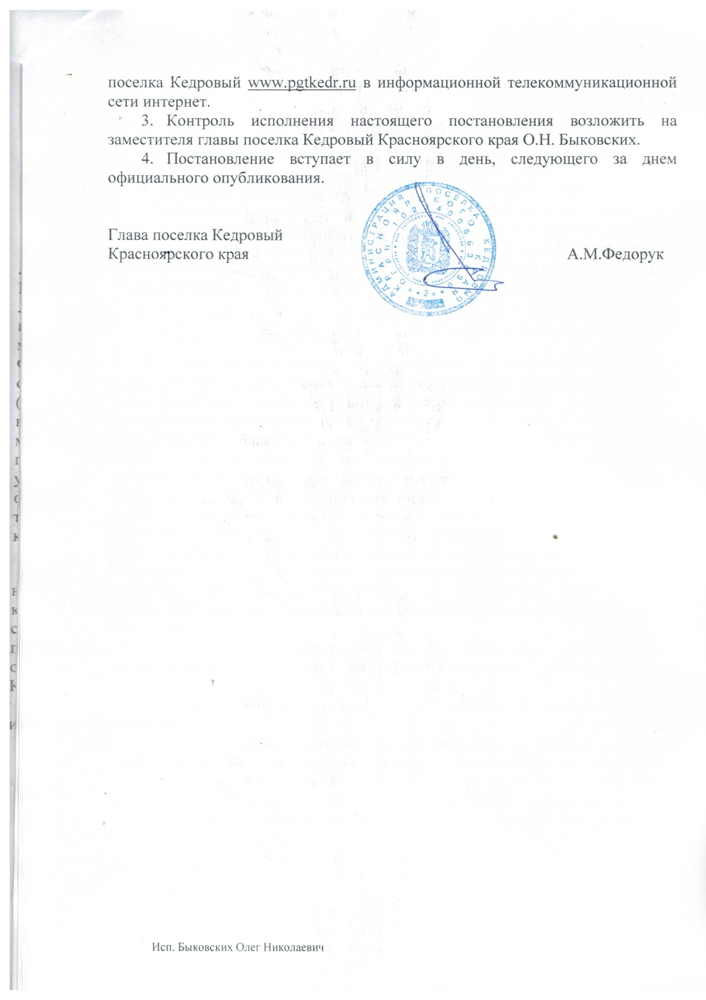 поселка Кедровый www.pgtkedr.ru в информационной телекоммуникационной
сети интернет.
3. Контроль исполнения настоящего постановления возложить на
заместителя главы поселка Кедровый Красноярского края О.Н. Быковских.
4. Постановление вступает в силу в день, следующего за днем
официального опубликования.
Глава поселка Кедровый
Красноярского края
А.М.Федорук
АДМИНИСТРАЦИЯ ПОСЕЛКА КЕДРОВЫЙ
КРАСНОЯРСКОГО КРАЯ
ОГРН
* * 2 * *
Исп. Быковских Олег Николаевич